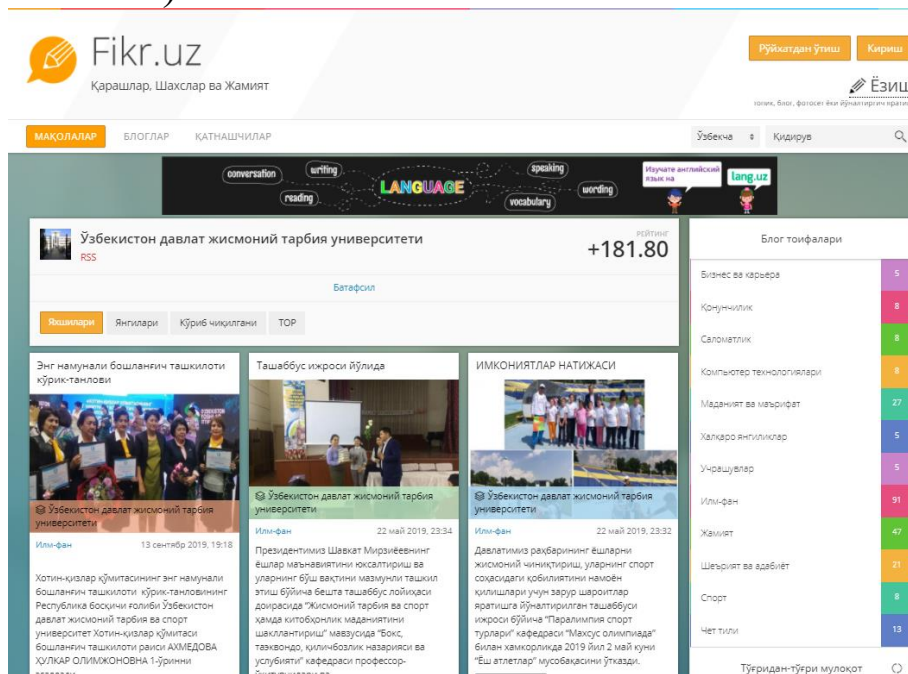 Fikr.uz
Қарашлар, Шахслар ва Жамият
Рўйхатдан ўтиш
Кириш
Ёзиш
топик, блог, фотосет ёки йўналтиргич яратиш
МАҚОЛАЛАР
БЛОГЛАР
ҚАТНАШЧИЛАР
Ўзбекча
Қидирув
conversation
writing
reading
LANGUAGE
speaking
vocabulary
wording
Изучате английский
язык на
lang.uz
Ўзбекистон давлат жисмоний тарбия университети
RSS
РЕЙТИНГ
+181.80
Батафсил
Яхшилари
Янгилари
Кўриб чиқилгани
TOP
Энг намунали бошланғич ташкилоти
кўрик-танлови
Ўзбекистон давлат жисмоний тарбия
университети
Илм-фан
13 сентябр 2019, 19:18
Хотин-қизлар қўмитасининг энг намунали
бошланғич ташкилоти кўрик-танловининг
Республика босқичи ғолиби Ўзбекистон
давлат жисмоний тарбия ва спорт
университет Хотин-қизлар қўмитаси
бошланғич ташкилоти раиси АХМЕДОВА
ҲУЛКАР ОЛИМЖОНОВНА 1-ўринни
Ташаббус ижроси йўлида
Ўзбекистон давлат жисмоний тарбия
университети
Илм-фан
22 май 2019, 23:34
Президентимиз Шавкат Мирзиёевнинг
ёшлар маънавиятини юксалтириш ва
уларнинг бўш вақтини мазмунли ташкил
этиш бўйича бешта ташаббус лойиҳаси
доирасида “Жисмоний тарбия ва спорт
ҳамда китобҳонлик маданиятини
шакллантириш” мавзусида “Бокс,
таэквондо, қиличбозлик назарияси ва
услубияти” кафедраси профессор-
ИМКОНИЯТЛАР НАТИЖАСИ
Ўзбекистон давлат жисмоний тарбия
университети
Илм-фан
22 май 2019, 23:32
Давлатимиз раҳбарининг ёшларни
жисмоний чиниқтириш, уларнинг спорт
соҳасидаги қобилиятини намоён
қилишлари учун зарур шароитлар
яратишга йўналтирилган ташаббуси
ижроси бўйича “Паралимпия спорт
турлари” кафедраси “Махсус олимпиада”
билан хамкорликда 2019 йил 2 май куни
“Ёш атлетлар” мусобақасини ўтказди.
Блог тоифалари
Бизнес ва карьера 5
Қонунчилик 8
Саломатлик 8
Компьютер технологиялари 8
Маданият ва маърифат 27
Халқаро янгиликлар 5
Учрашувлар 5
Илм-фан 91
Жамият 47
Шеърият ва адабиёт 21
Спорт 8
Чет тили 13
Тўғридан-тўғри мулоқот